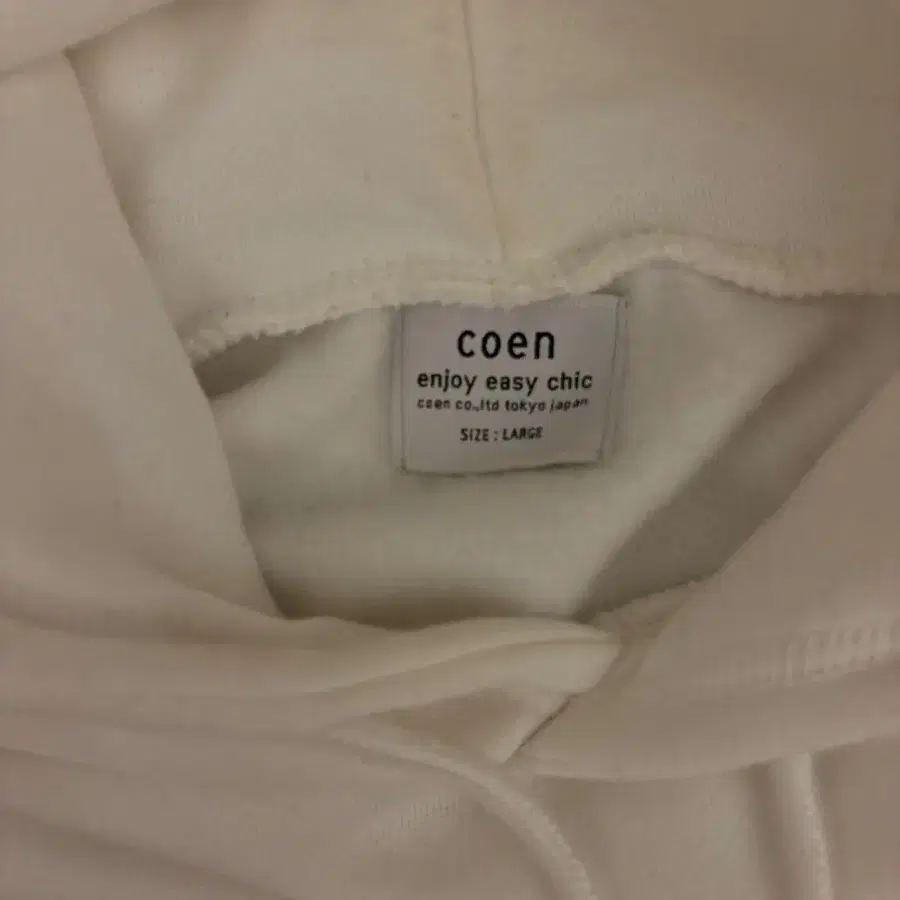 coen
enjoy easy chic
coen co.,ltd tokyo japan
SIZE : LARGE